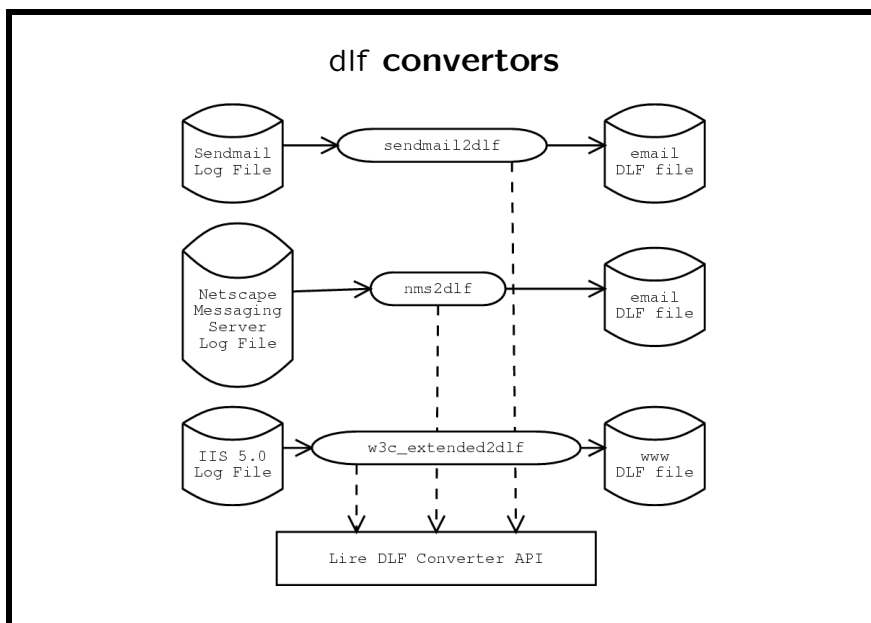 dlf convertors
Sendmail
Log File
sendmail2dlf
email
DLF file
Netscape
Messaging
Server
Log File
nms2dlf
email
DLF file
IIS 5.0
Log File
w3c_extended2dlf
www
DLF file
Lire DLF Converter API